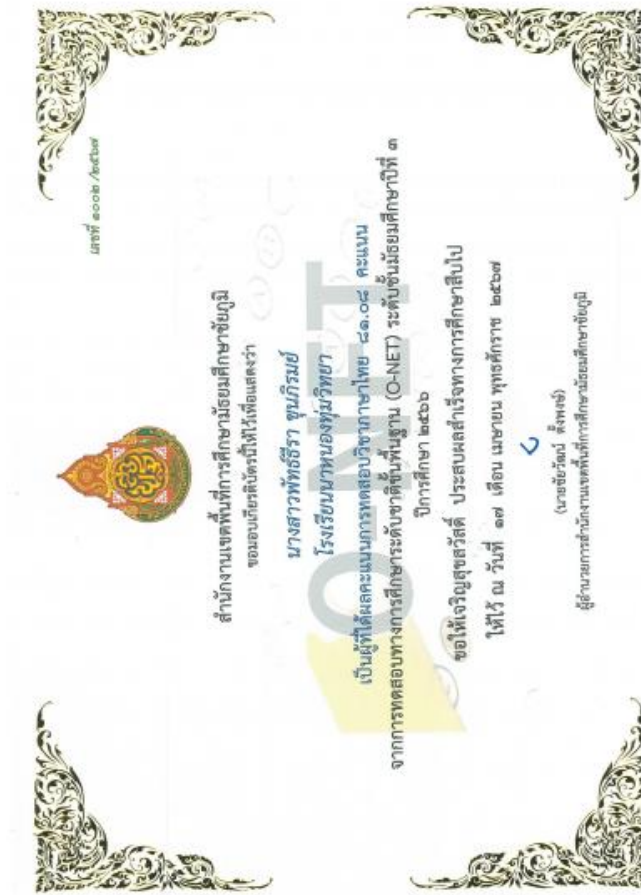 เลขที่ ๑๐๐๒ /๒๕๖๗
สำนักงานเขตพื้นที่การศึกษามัธยมศึกษาชัยภูมิ
ขอมอบเกียรติบัตรนี้ให้ไว้เพื่อแสดงว่า
นางสาวพัทธ์ธีรา ขุนภิรมย์
โรงเรียนนาหนองทุ่มวิทยา
เป็นผู้ที่ได้ผลคะแนนการทดสอบวิชาภาษาไทย ๘๑.๐๘ คะแนน
จากการทดสอบทางการศึกษาระดับชาติขั้นพื้นฐาน (O-NET) ระดับชั้นมัธยมศึกษาปีที่ ๓
ปีการศึกษา ๒๕๖๖
ขอให้เจริญสุขสวัสดิ์ ประสบผลสำเร็จทางการศึกษาสืบไป
ให้ไว้ ณ วันที่ ๑๗ เดือน เมษายน พุทธศักราช ๒๕๖๗
(นายชัยวัฒน์ ตั้งพงษ์)
ผู้อำนวยการสำนักงานเขตพื้นที่การศึกษามัธยมศึกษาชัยภูมิ
O-NET